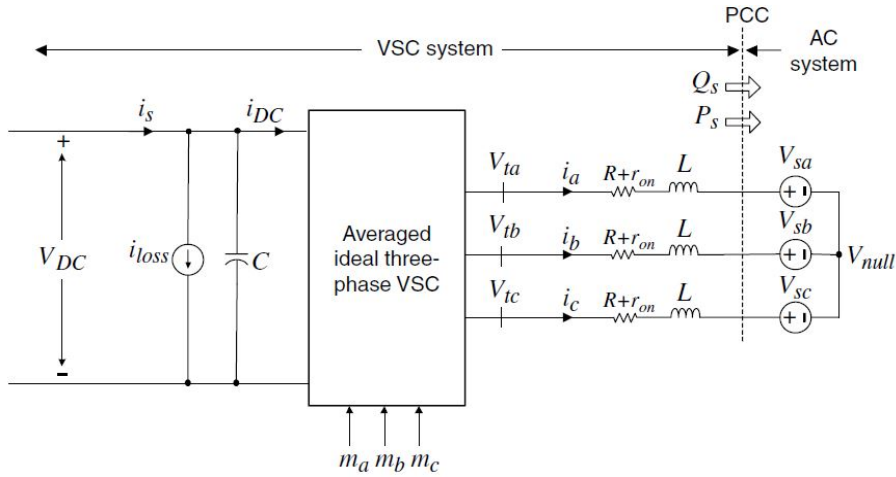 PCC
VSC system
AC
system
Q_s
P_s
i_s
i_DC
+
V_DC
i_loss
C
−
Averaged
ideal three-
phase VSC
V_ta
i_a
R+r_on
L
V_sa
V_tb
i_b
R+r_on
L
V_sb
V_null
V_tc
i_c
R+r_on
L
V_sc
m_a m_b m_c